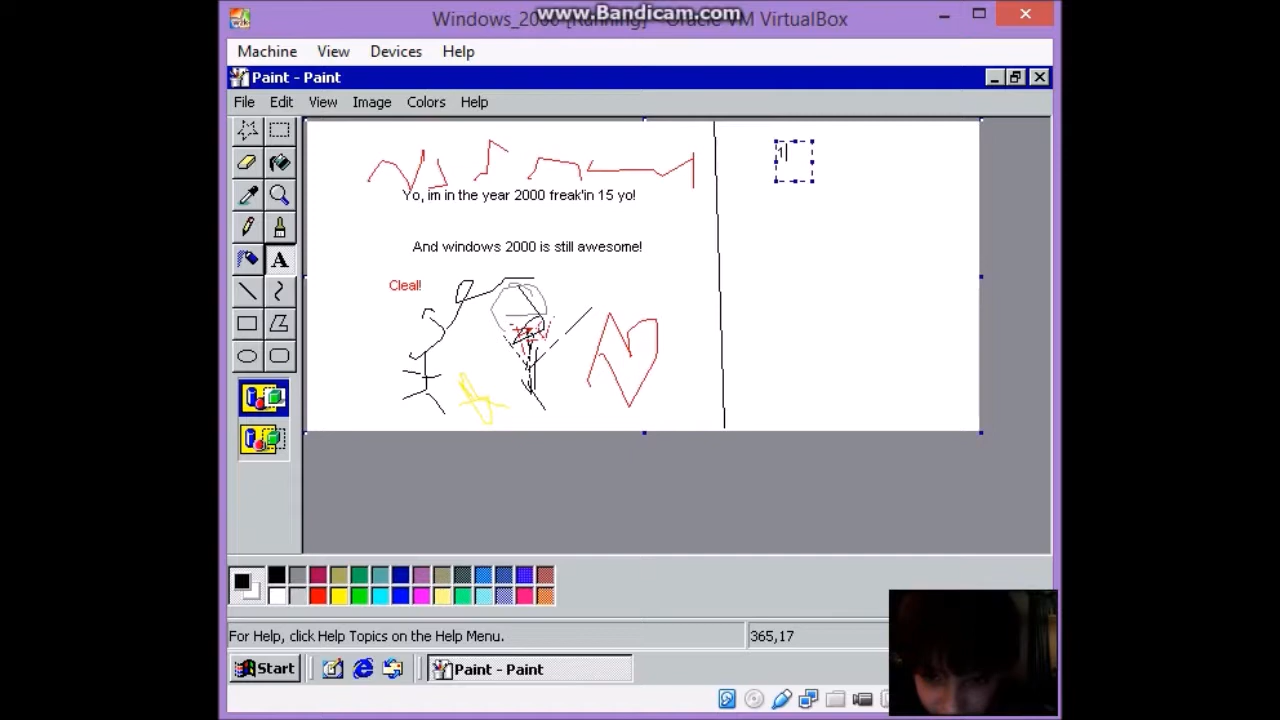 www.Bandicam.com
Windows_2000 [Running] - Oracle VM VirtualBox
Machine View Devices Help
Paint - Paint
File Edit View Image Colors Help
1
Yo, im in the year 2000 freak'in 15 yo!
And windows 2000 is still awesome!
Cleal!
A
For Help, click Help Topics on the Help Menu.
365,17
Start
Paint - Paint